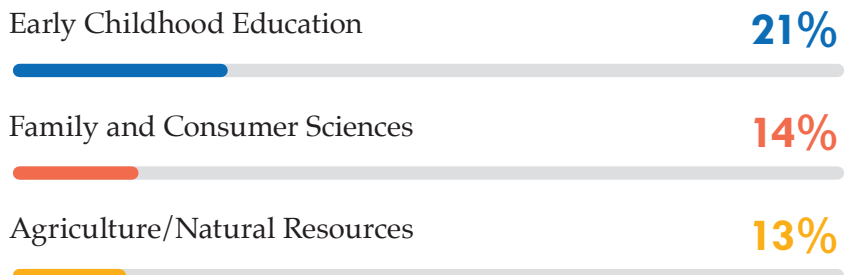 Early Childhood Education 21%
Family and Consumer Sciences 14%
Agriculture/Natural Resources 13%